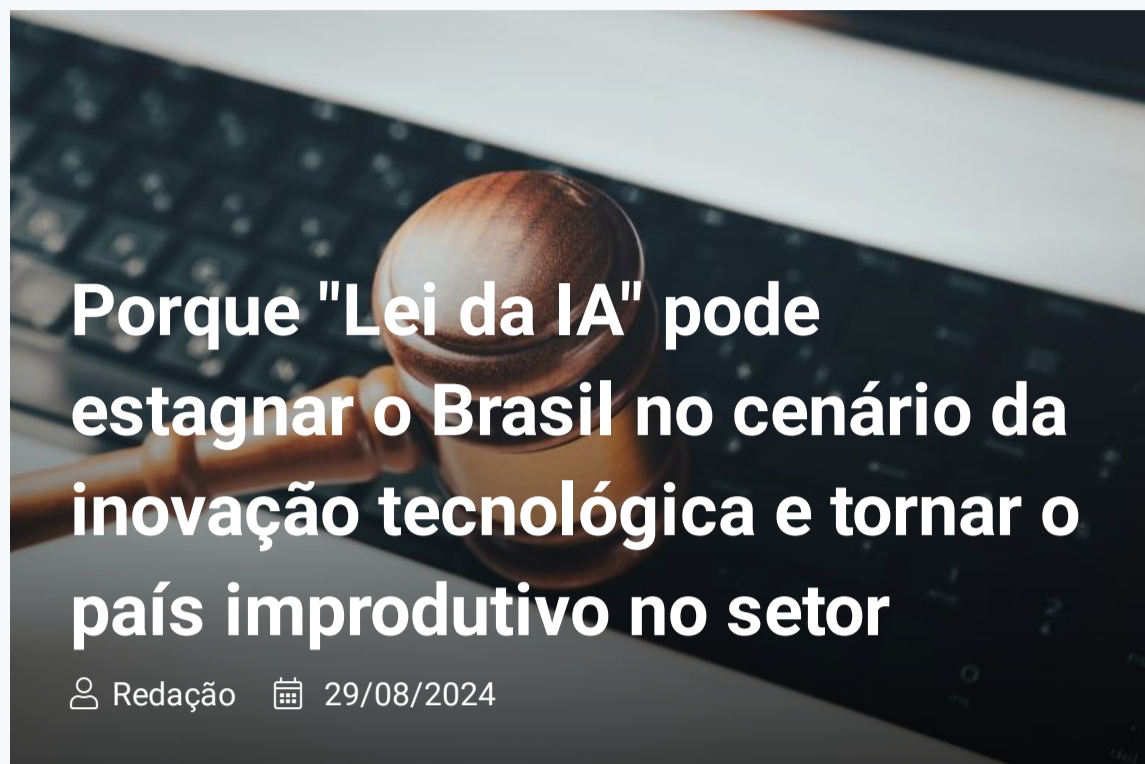 Porque "Lei da IA" pode
estagnar o Brasil no cenário da
inovação tecnológica e tornar o
país improdutivo no setor
Redação 29/08/2024